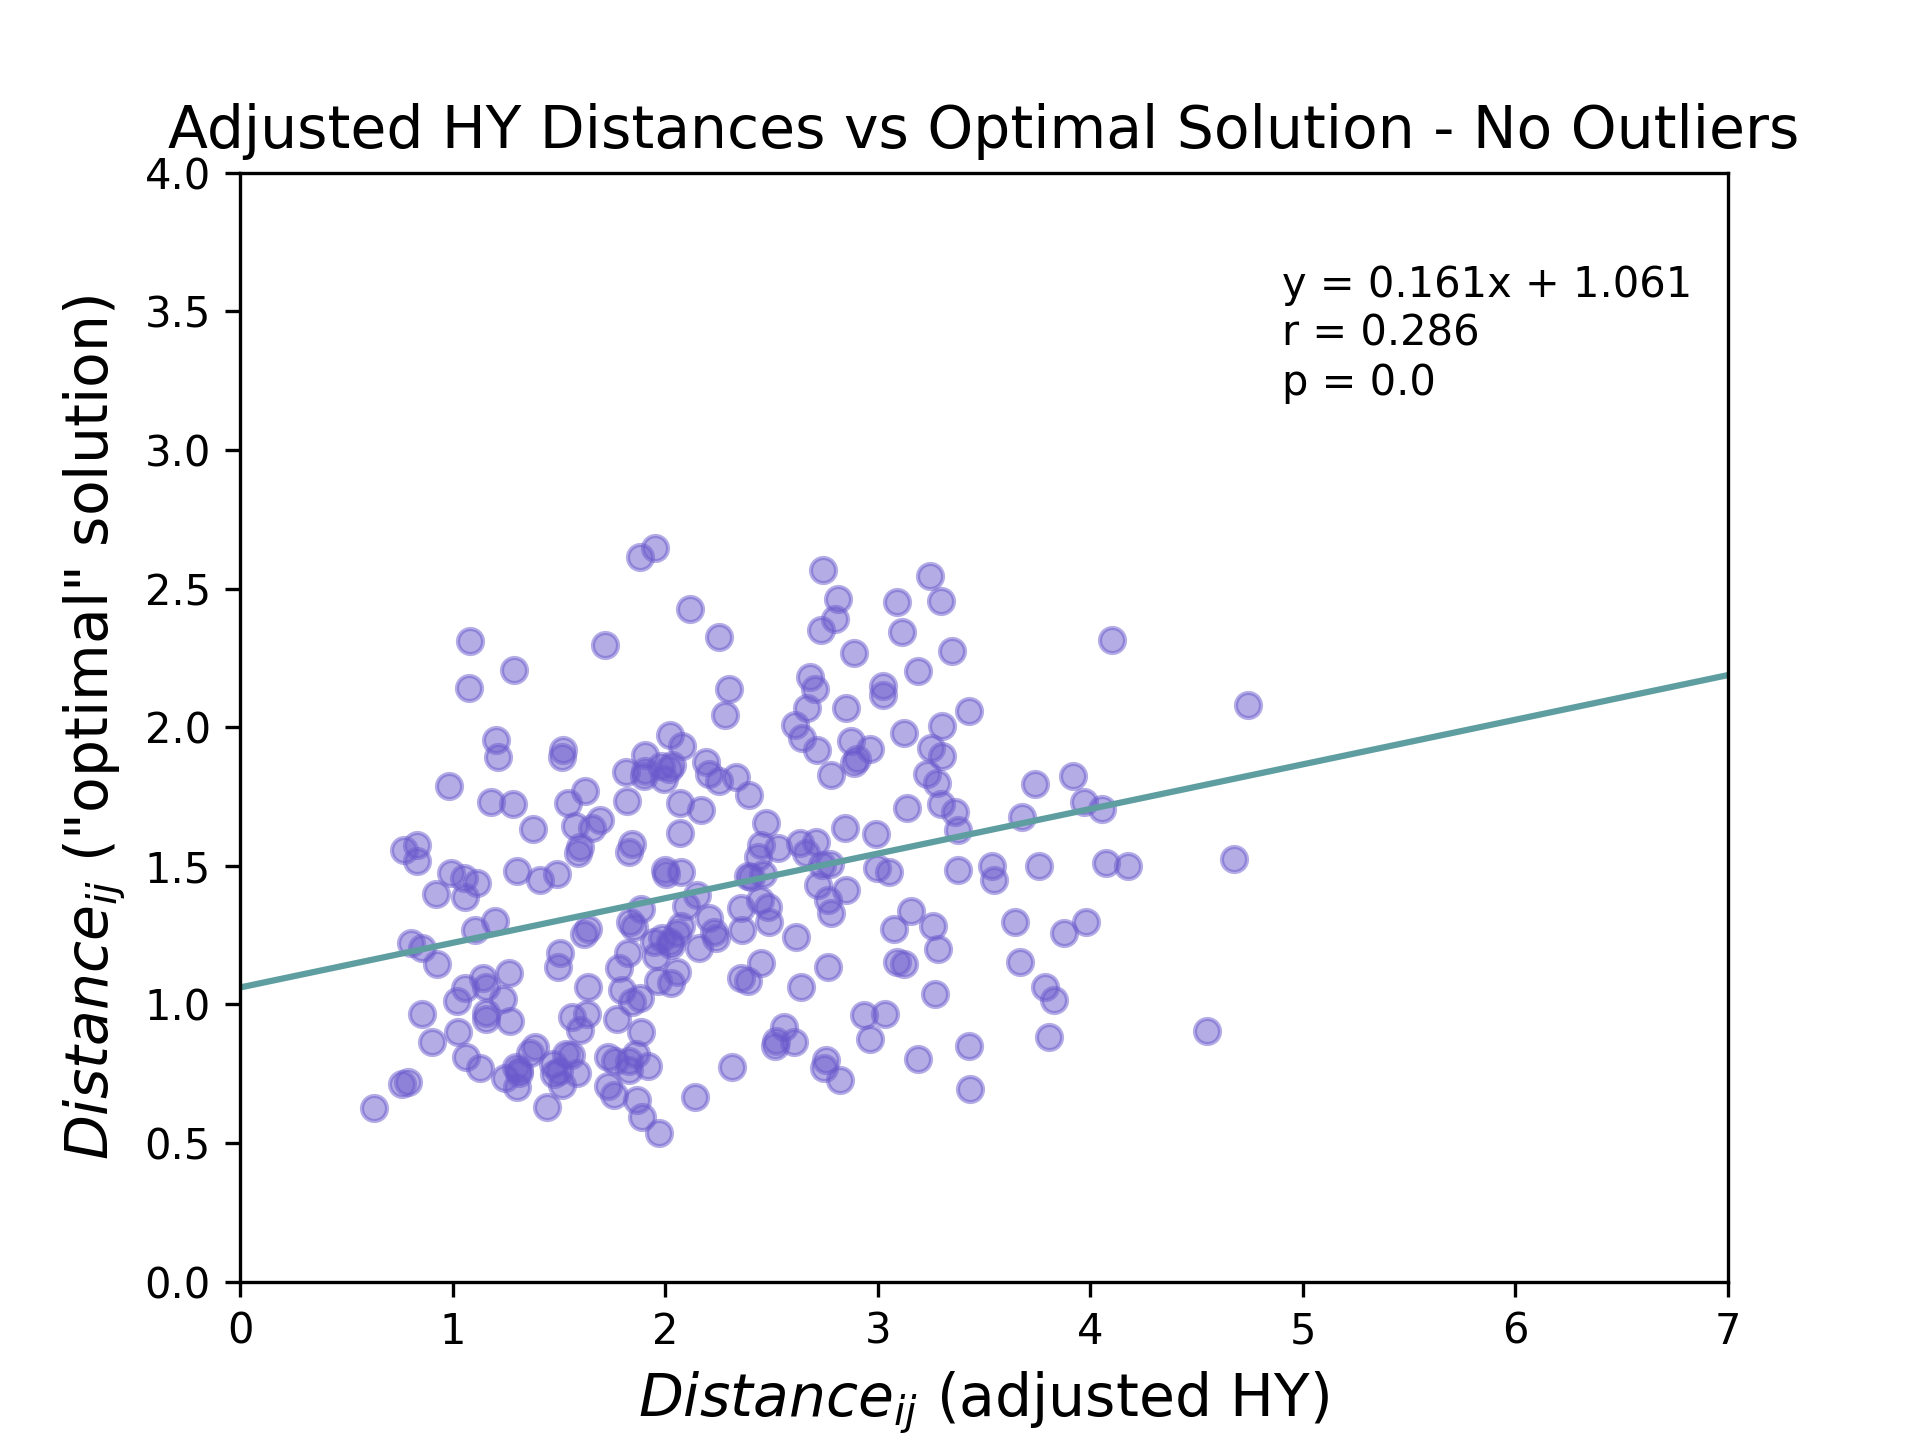 Adjusted HY Distances vs Optimal Solution - No Outliers
4.0
3.5
3.0
2.5
2.0
1.5
1.0
0.5
0.0
y = 0.161x + 1.061
r = 0.286
p = 0.0
Distance_ij ("optimal" solution)
0 1 2 3 4 5 6 7
Distance_ij (adjusted HY)